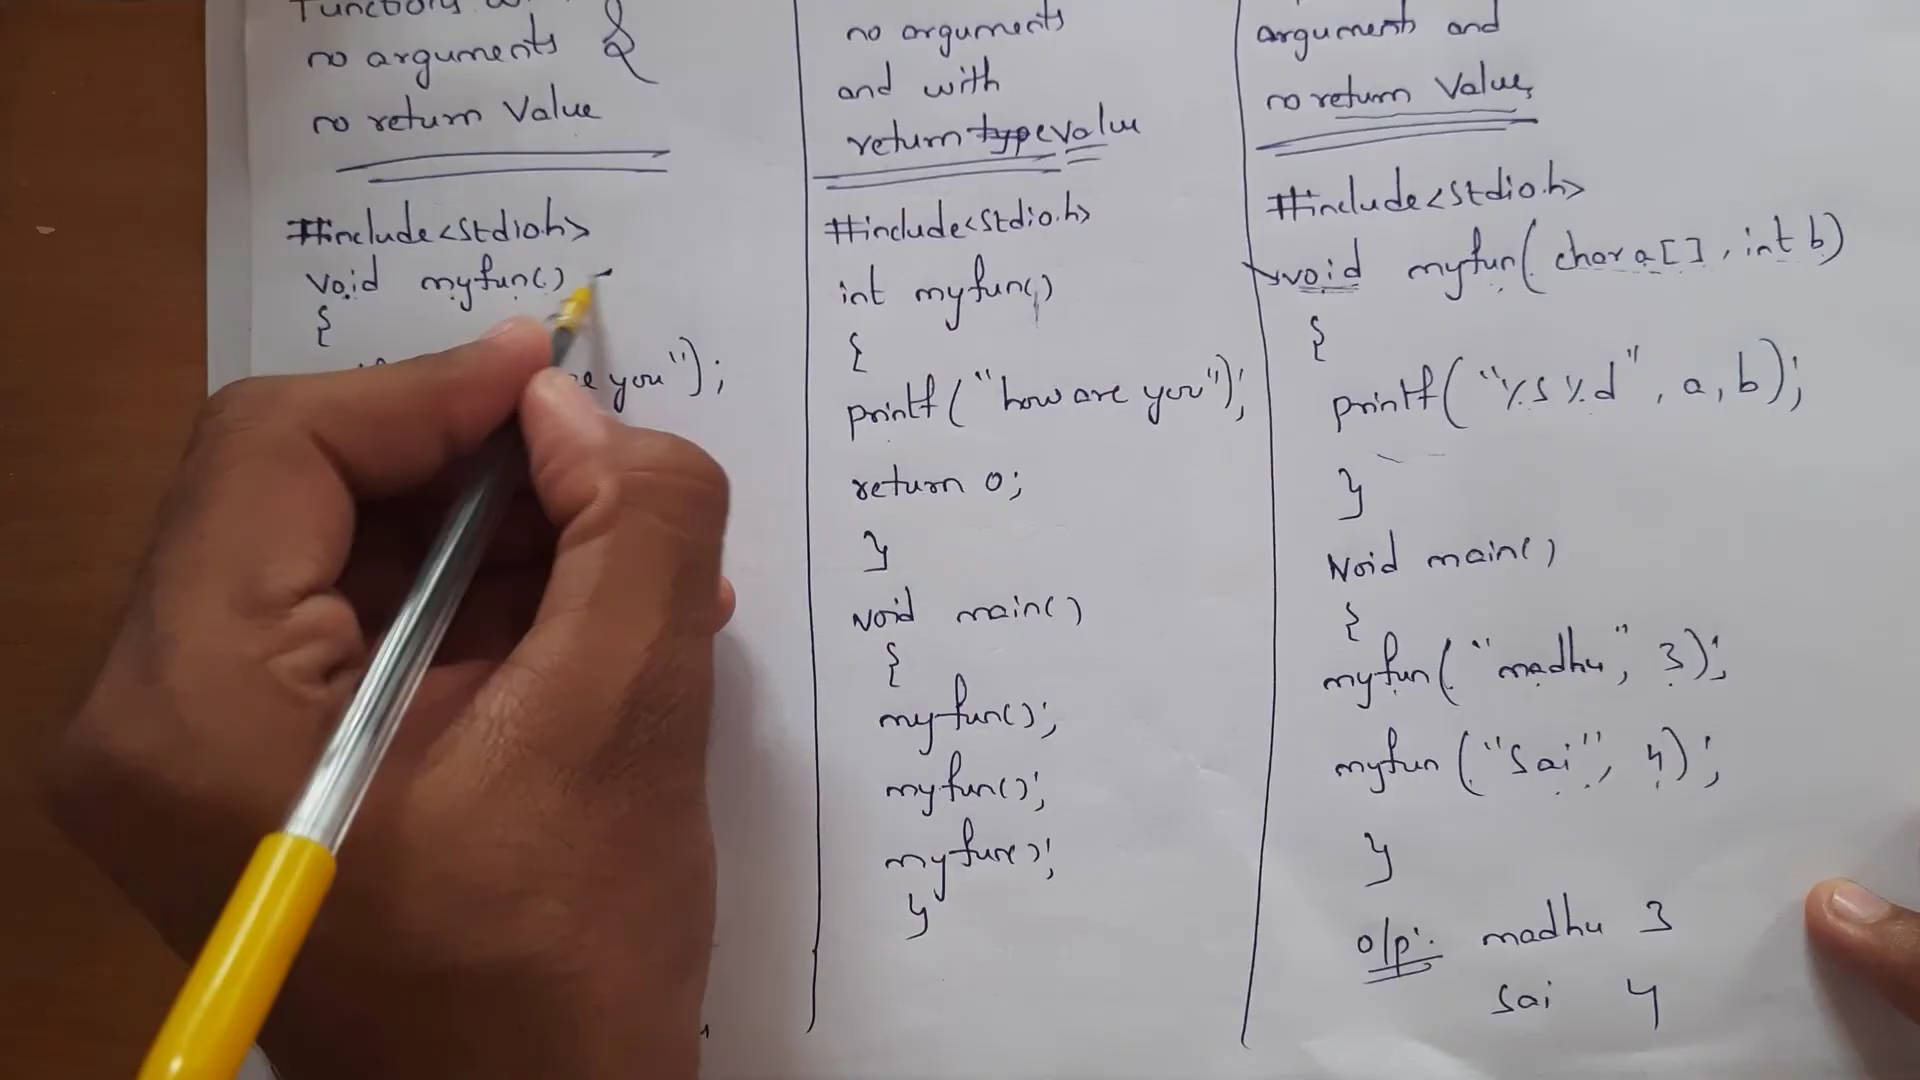 Functions
no arguments &
no return Value
#include<stdio.h>
void myfun()
{
you");
no arguments
and with
return type value
#include<stdio.h>
int myfun()
{
printf("how are you");
return 0;
}
void main()
{
myfun();
myfun();
myfun();
}
arguments and
no return Value,
#include<stdio.h>
void myfun(char a[], int b)
{
printf("%s %d", a, b);
}
void main()
{
myfun("madhu", 3);
myfun("sai", 4);
}
o/p:. madhu 3
sai 4